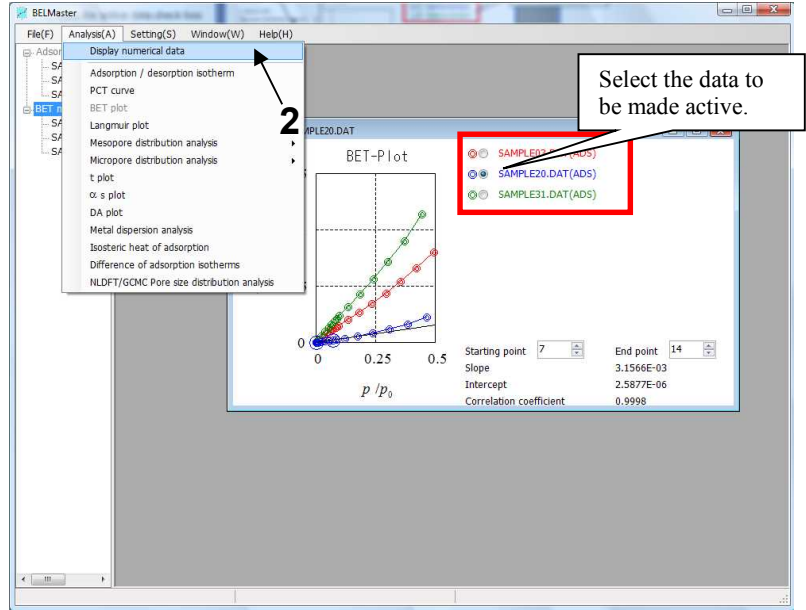 BELMaster
File(F) Analysis(A) Setting(S) Window(W) Help(H)
Display numerical data
Adsorption / desorption isotherm
PCT curve
BET plot
Langmuir plot
Mesopore distribution analysis
Micropore distribution analysis
t plot
α s plot
DA plot
Metal dispersion analysis
Isosteric heat of adsorption
Difference of adsorption isotherms
NLDFT/GCMC Pore size distribution analysis
2
Select the data to
be made active.
BET-Plot
SAMPLE20.DAT(ADS)
SAMPLE31.DAT(ADS)
0
0 0.25 0.5
p /p0
Starting point 7 End point 14
Slope 3.1566E-03
Intercept 2.5877E-06
Correlation coefficient 0.9998